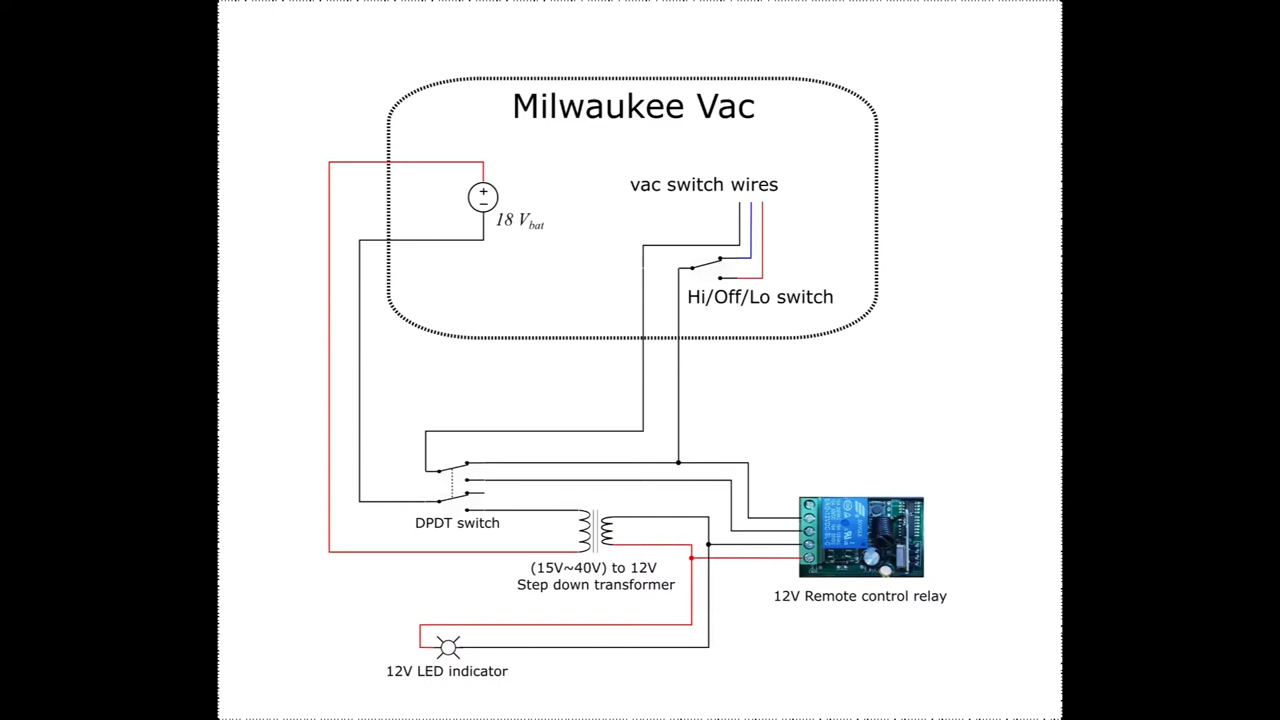 Milwaukee Vac
vac switch wires
18 Vbat
Hi/Off/Lo switch
DPDT switch
(15V~40V) to 12V
Step down transformer
12V Remote control relay
12V LED indicator